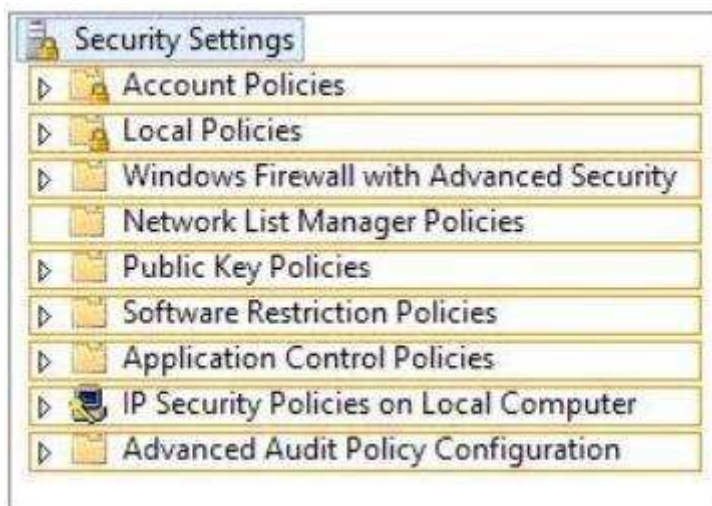 Security Settings
Account Policies
Local Policies
Windows Firewall with Advanced Security
Network List Manager Policies
Public Key Policies
Software Restriction Policies
Application Control Policies
IP Security Policies on Local Computer
Advanced Audit Policy Configuration